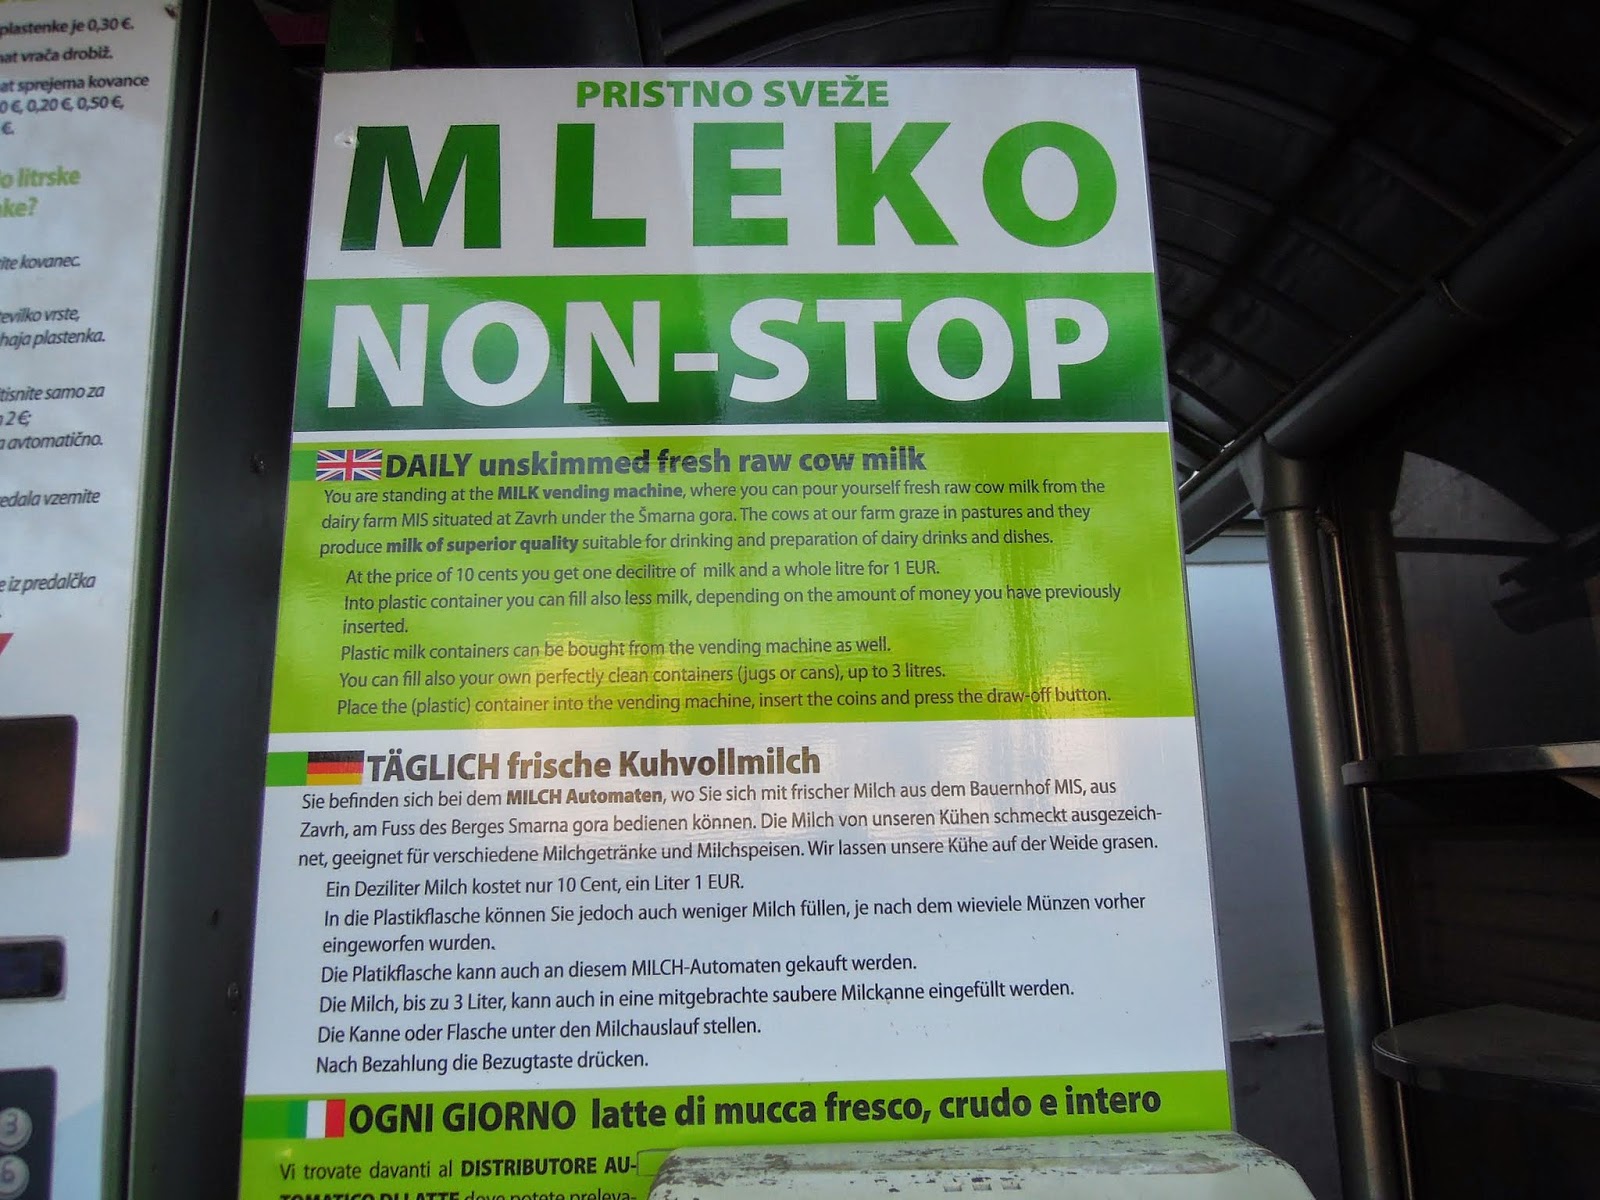 plastenke je 0,30 €.
vrača drobiž.
sprejema kovance
€, 0,20 €, 0,50 €,
€.
litrske
kovanec.
vrste,
plastenka.
samo za
2 €;
avtomatično.
vzemite
iz predalčka
3
6
PRISTNO SVEŽE
MLEKO
NON-STOP
DAILY unskimmed fresh raw cow milk
You are standing at the MILK vending machine, where you can pour yourself fresh raw cow milk from the
dairy farm MIS situated at Zavrh under the Šmarna gora. The cows at our farm graze in pastures and they
produce milk of superior quality suitable for drinking and preparation of dairy drinks and dishes.
At the price of 10 cents you get one decilitre of milk and a whole litre for 1 EUR.
Into plastic container you can fill also less milk, depending on the amount of money you have previously
inserted.
Plastic milk containers can be bought from the vending machine as well.
You can fill also your own perfectly clean containers (jugs or cans), up to 3 litres.
Place the (plastic) container into the vending machine, insert the coins and press the draw-off button.
TÄGLICH frische Kuhvollmilch
Sie befinden sich bei dem MILCH Automaten, wo Sie sich mit frischer Milch aus dem Bauernhof MIS, aus
Zavrh, am Fuss des Berges Smarna gora bedienen können. Die Milch von unseren Kühen schmeckt ausgezeich-
net, geeignet für verschiedene Milchgetränke und Milchspeisen. Wir lassen unsere Kühe auf der Weide grasen.
Ein Deziliter Milch kostet nur 10 Cent, ein Liter 1 EUR.
In die Plastikflasche können Sie jedoch auch weniger Milch füllen, je nach dem wieviele Münzen vorher
eingeworfen wurden.
Die Platikflasche kann auch an diesem MILCH-Automaten gekauft werden.
Die Milch, bis zu 3 Liter, kann auch in eine mitgebrachte saubere Milckanne eingefüllt werden.
Die Kanne oder Flasche unter den Milchauslauf stellen.
Nach Bezahlung die Bezugtaste drücken.
OGNI GIORNO latte di mucca fresco, crudo e intero
Vi trovate davanti al DISTRIBUTORE AU-
TOMATICO DI LATTE dove potete preleva-